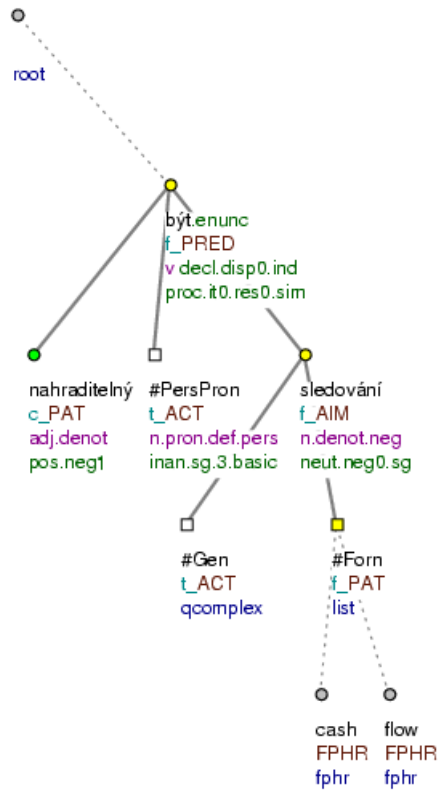 root
být.enunc
f_PRED
v decl.disp0.ind
proc.it0.res0.sim
nahraditelný
c_PAT
adj.denot
pos.neg1
#PersPron
t_ACT
n.pron.def.pers
inan.sg.3.basic
sledování
f_AIM
n.denot.neg
neut.neg0.sg
#Gen
t_ACT
qcomplex
#Forn
f_PAT
list
cash
FPHR
fphr
flow
FPHR
fphr